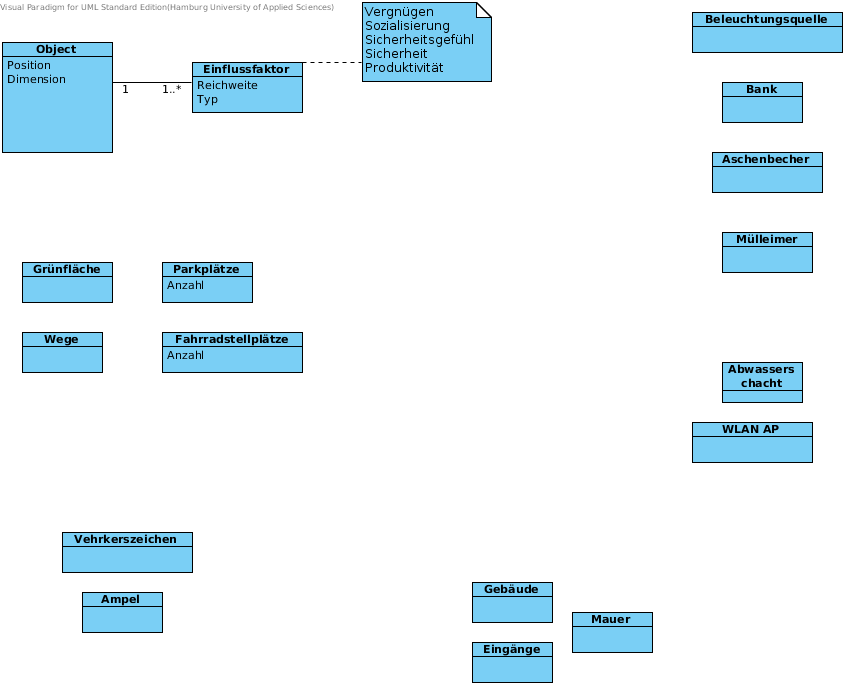 Visual Paradigm for UML Standard Edition(Hamburg University of Applied Sciences)
Vergnügen
Sozialisierung
Sicherheitsgefühl
Sicherheit
Produktivität
Object
Position
Dimension
1
1..*
Einflussfaktor
Reichweite
Typ
Beleuchtungsquelle
Bank
Aschenbecher
Mülleimer
Grünfläche
Parkplätze
Anzahl
Wege
Fahrradstellplätze
Anzahl
Abwassers
chacht
WLAN AP
Vehrkerszeichen
Ampel
Gebäude
Mauer
Eingänge